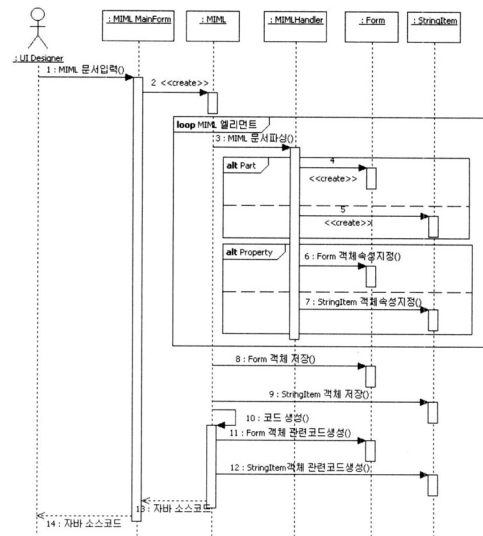 : MIML MainForm
: MIML
: MIMLHandler
: Form
: StringItem
: UI Designer
1 : MIML 문서입력()
2 <<create>>
loop MIML 엘리먼트
3 : MIML 문서파싱()
alt Part
4
<<create>>
5
<<create>>
alt Property
6 : Form 객체속성지정()
7 : StringItem 객체속성지정()
8 : Form 객체 저장()
9 : StringItem 객체 저장()
10 : 코드 생성()
11 : Form 객체 관련코드생성()
12 : StringItem객체 관련코드생성()
13 : 자바 소스코드
14 : 자바 소스코드